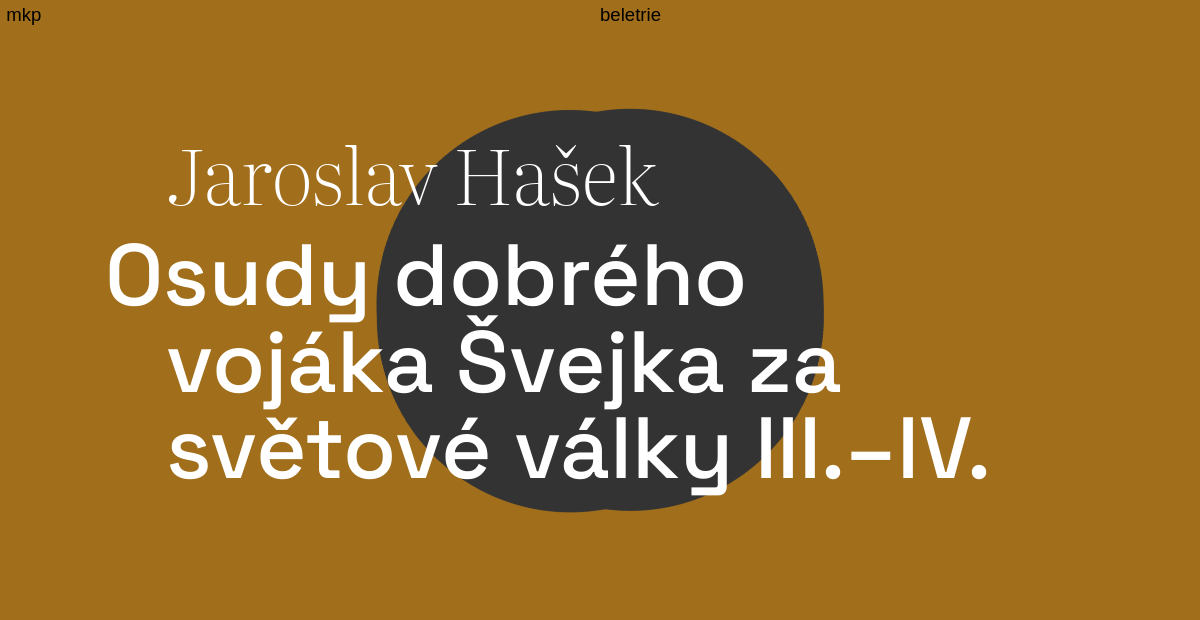 mkp
beletrie
Jaroslav Hašek
Osudy dobrého
vojáka Švejka za
světové války III.–IV.